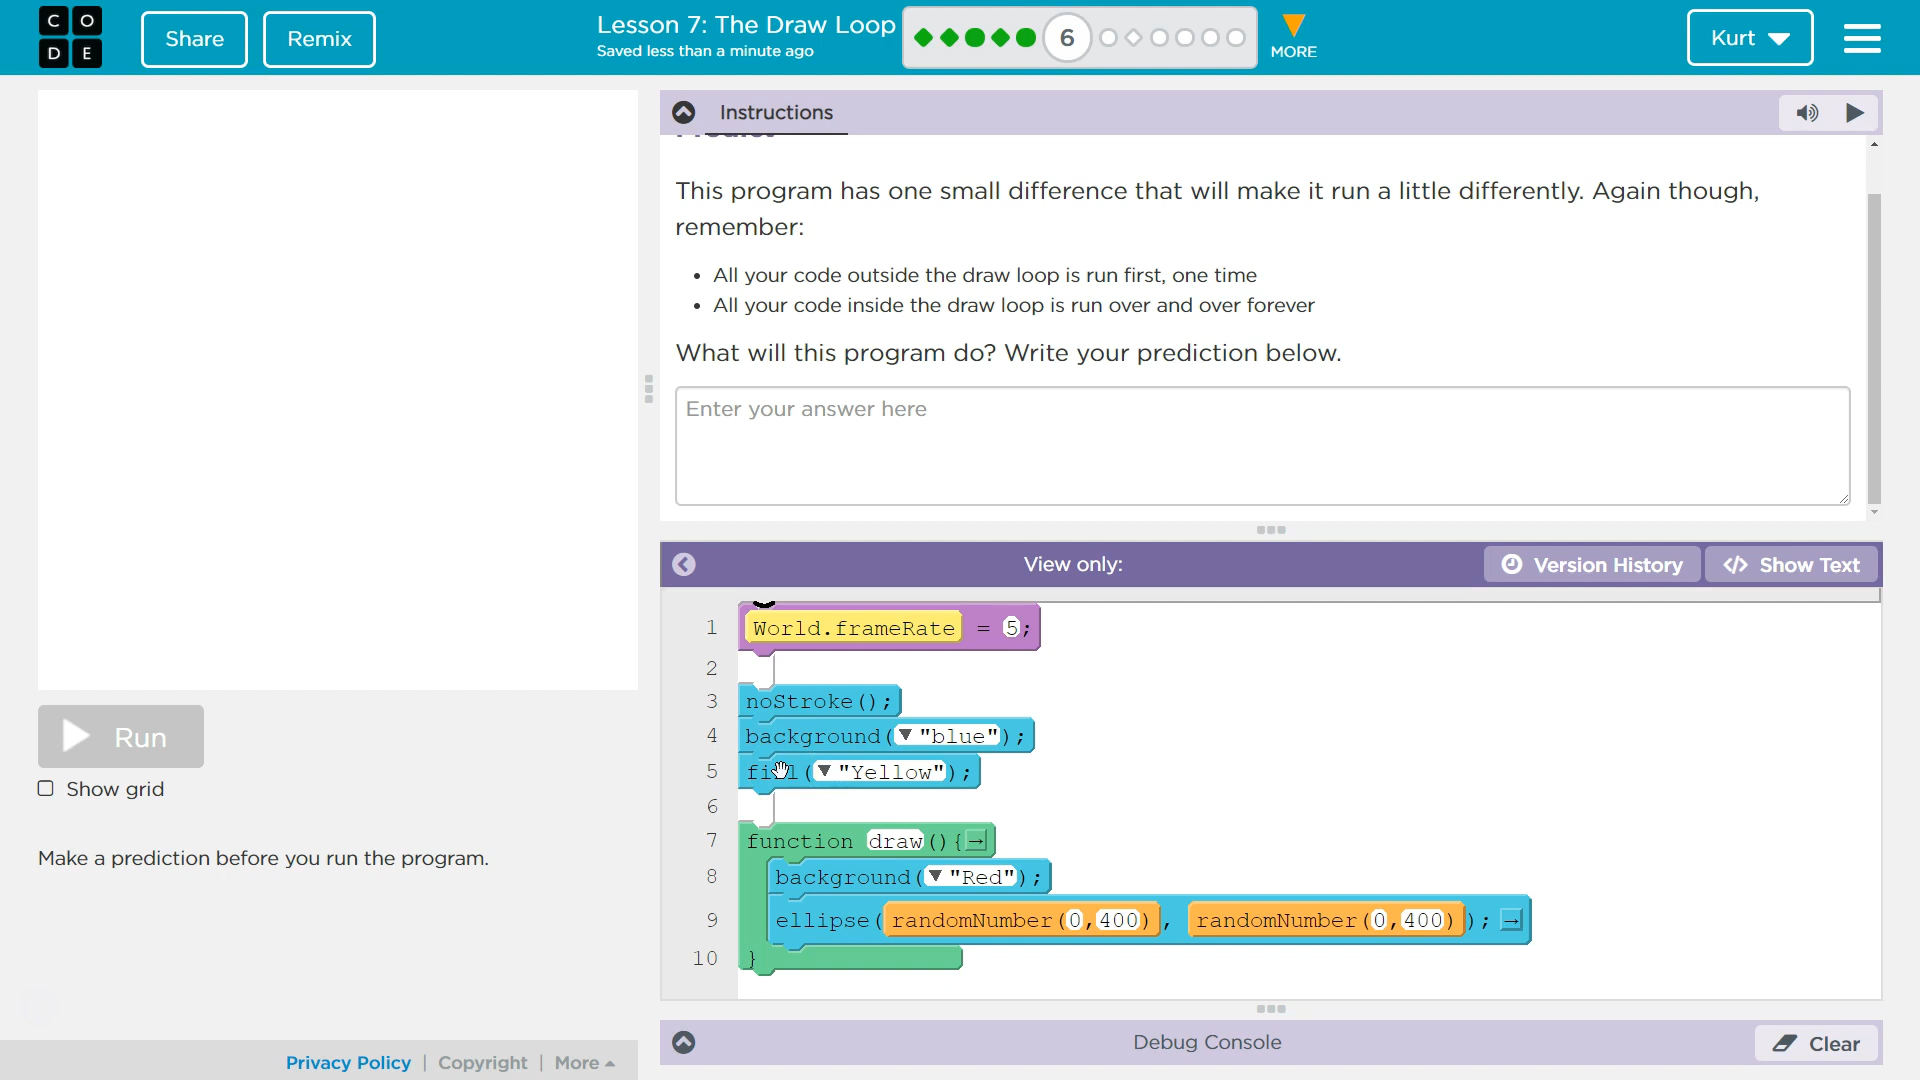 CODE
Share
Remix
Lesson 7: The Draw Loop
Saved less than a minute ago
6
MORE
Kurt
Instructions
This program has one small difference that will make it run a little differently. Again though,
remember:
• All your code outside the draw loop is run first, one time
• All your code inside the draw loop is run over and over forever
What will this program do? Write your prediction below.
Enter your answer here
View only:
Version History
</> Show Text
1 World.frameRate = 5;
2
3 noStroke();
4 background(▼ "blue");
5 fill(▼ "Yellow");
6
7 function draw(){→
8 background(▼ "Red");
9 ellipse(randomNumber(0,400), randomNumber(0,400)); →
10 }
Run
Show grid
Make a prediction before you run the program.
Debug Console
Clear
Privacy Policy | Copyright | More